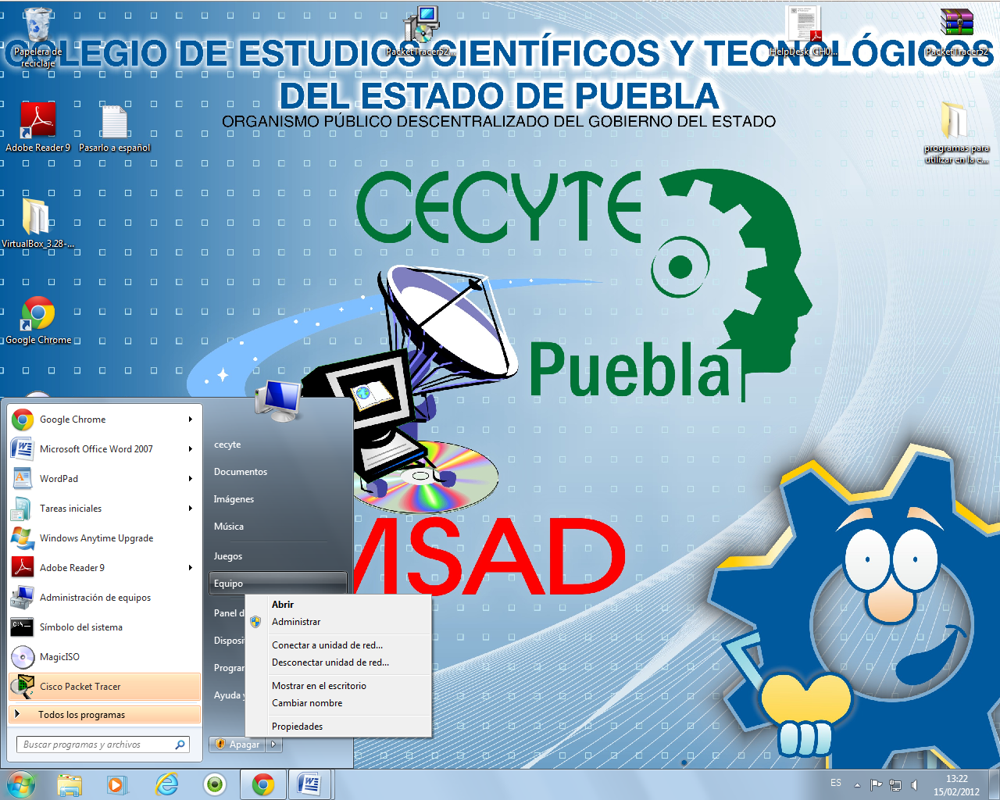 Papelera de
reciclaje
PacketTracer52...
HelpDesk_CH0...
PacketTracer52
COLEGIO DE ESTUDIOS CIENTÍFICOS Y TECNOLÓGICOS
DEL ESTADO DE PUEBLA
ORGANISMO PÚBLICO DESCENTRALIZADO DEL GOBIERNO DEL ESTADO
Adobe Reader 9
Pasarlo a español
programas para
utilizar en la e...
VirtualBox_3.28-...
CECYTE
Puebla
Google Chrome
MSAD
Google Chrome
Microsoft Office Word 2007
WordPad
Tareas iniciales
Windows Anytime Upgrade
Adobe Reader 9
Administración de equipos
Símbolo del sistema
C:\
MagicISO
Cisco Packet Tracer
Todos los programas
Buscar programas y archivos
cecyte
Documentos
Imágenes
Música
Juegos
Equipo
Panel d
Disposi
Progra
Ayuda y
Apagar
Abrir
Administrar
Conectar a unidad de red...
Desconectar unidad de red...
Mostrar en el escritorio
Cambiar nombre
Propiedades
ES
13:22
15/02/2012